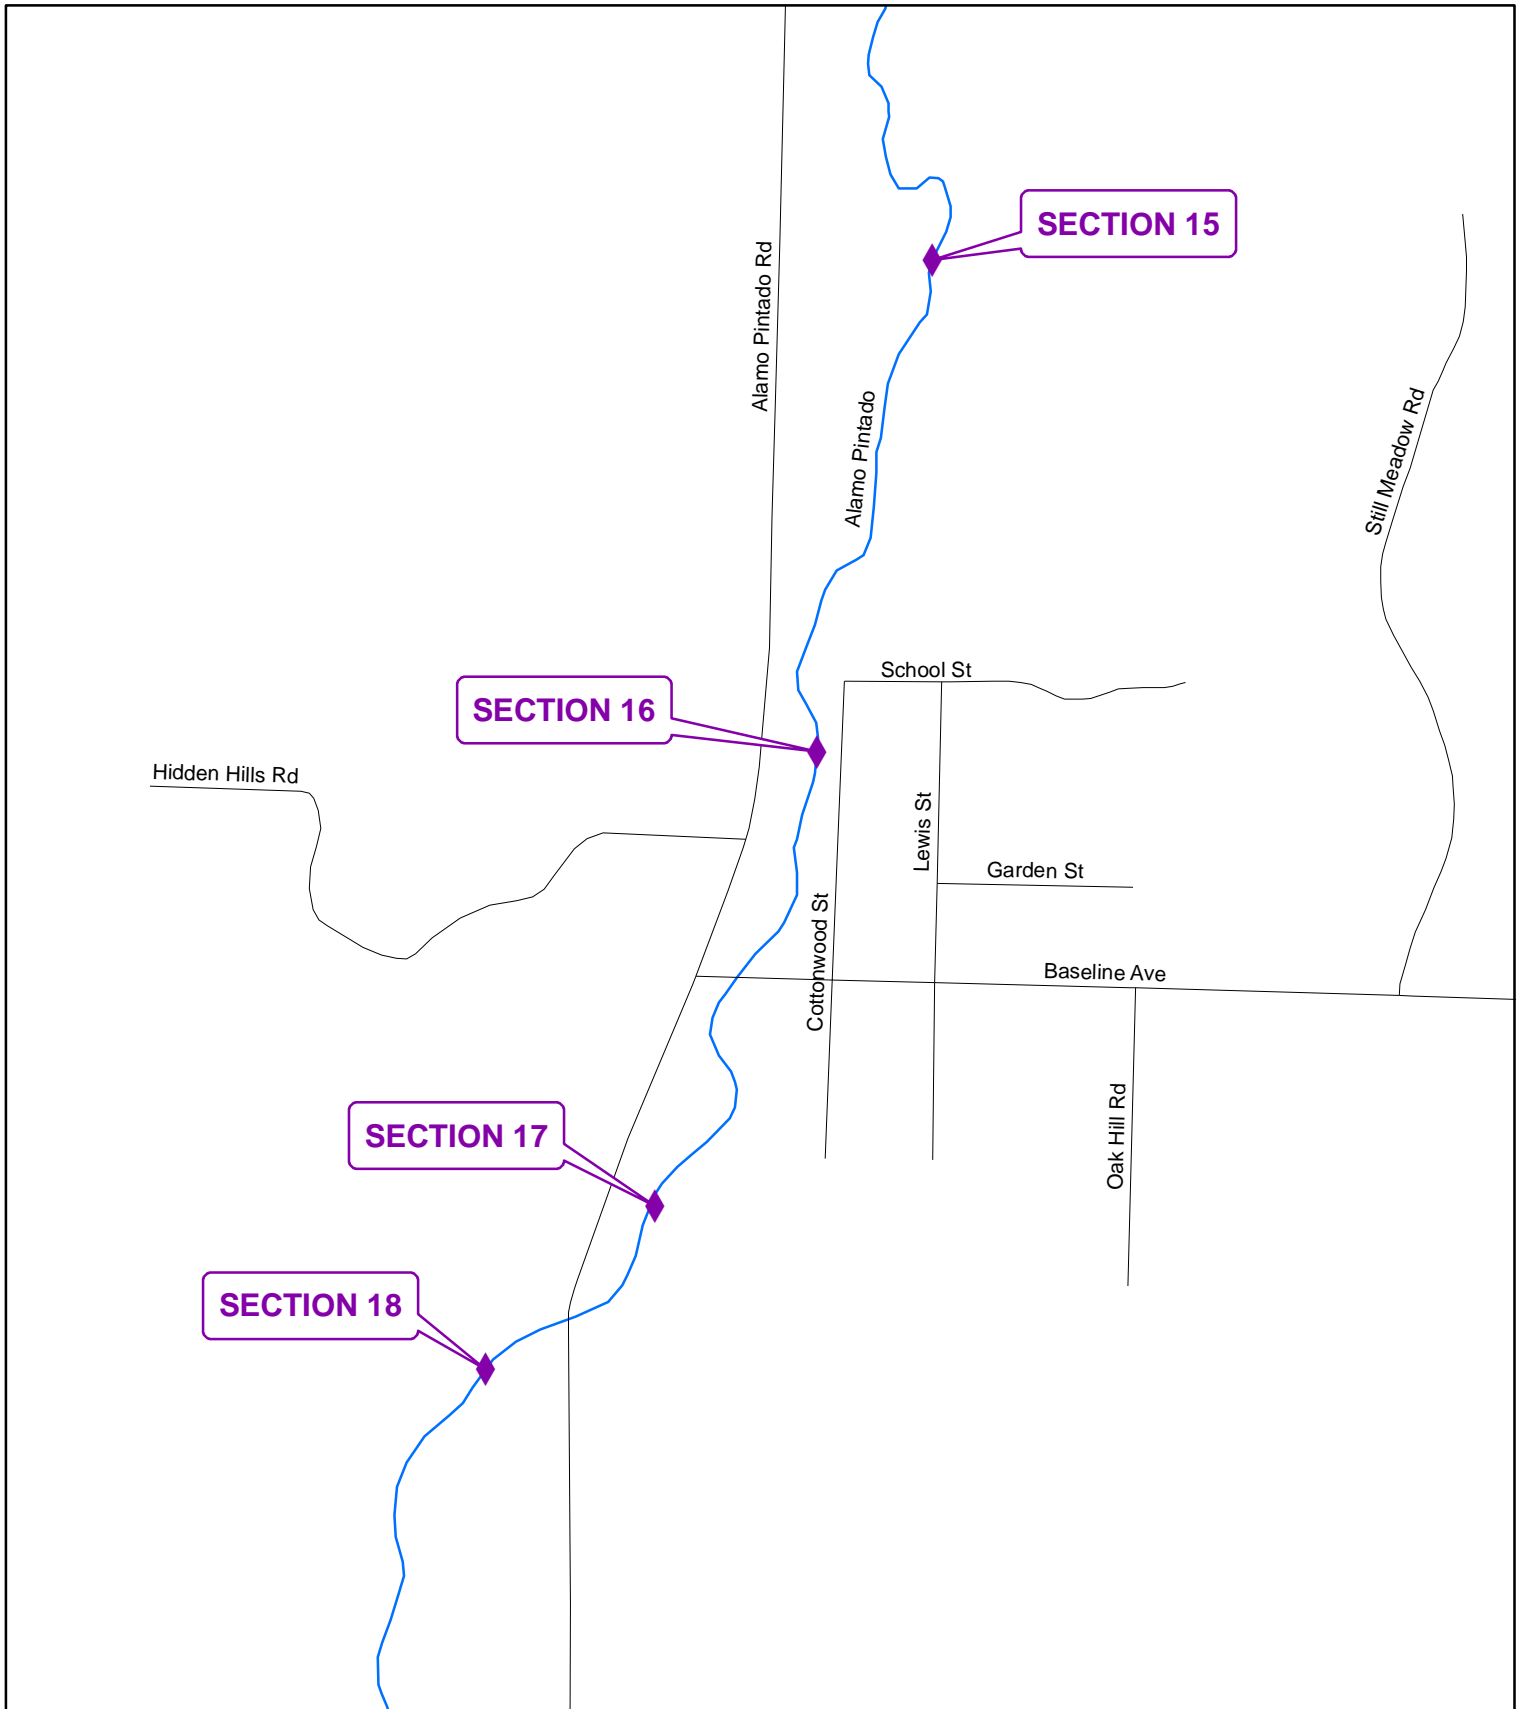 SECTION 15
Alamo Pintado Rd
Alamo Pintado
Still Meadow Rd
School St
SECTION 16
Hidden Hills Rd
Lewis St
Garden St
Cottonwood St
Baseline Ave
SECTION 17
Oak Hill Rd
SECTION 18